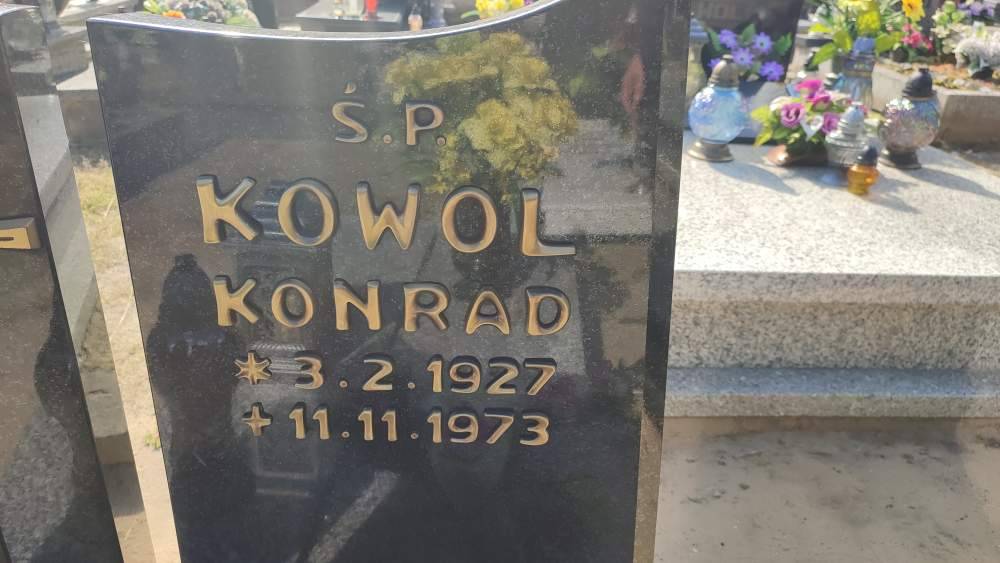 Ś.P.
KOWOL
KONRAD
* 3.2.1927
+ 11.11.1973